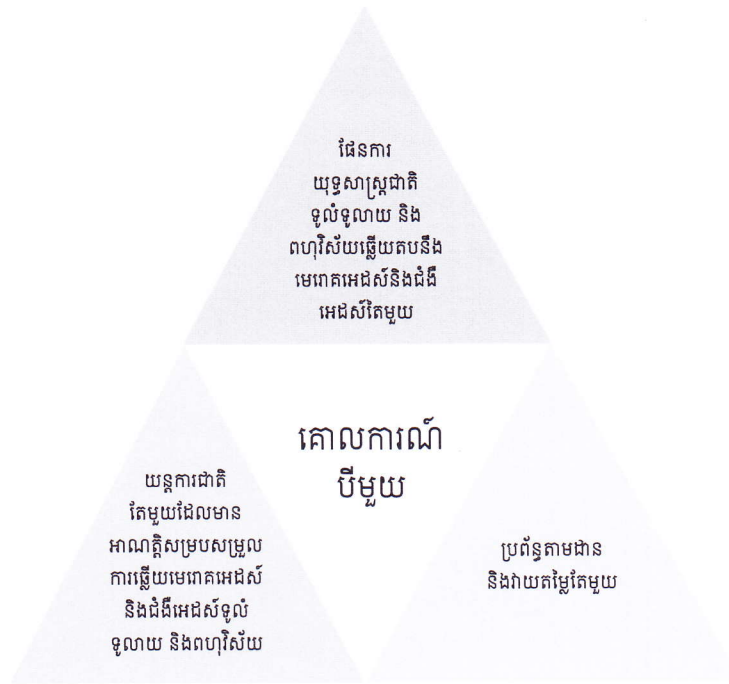 ផែនការ
យុទ្ធសាស្ត្រជាតិ
ទូលំទូលាយ និង
ពហុវិស័យឆ្លើយតបនឹង
មេរោគអេដស៍និងជំងឺ
អេដស៍តែមួយ
គោលការណ៍
បីមួយ
យន្តការជាតិ
តែមួយដែលមាន
អាណត្តិសម្របសម្រួល
ការឆ្លើយមេរោគអេដស៍
និងជំងឺអេដស៍ទូលំ
ទូលាយ និងពហុវិស័យ
ប្រព័ន្ធតាមដាន
និងវាយតម្លៃតែមួយ